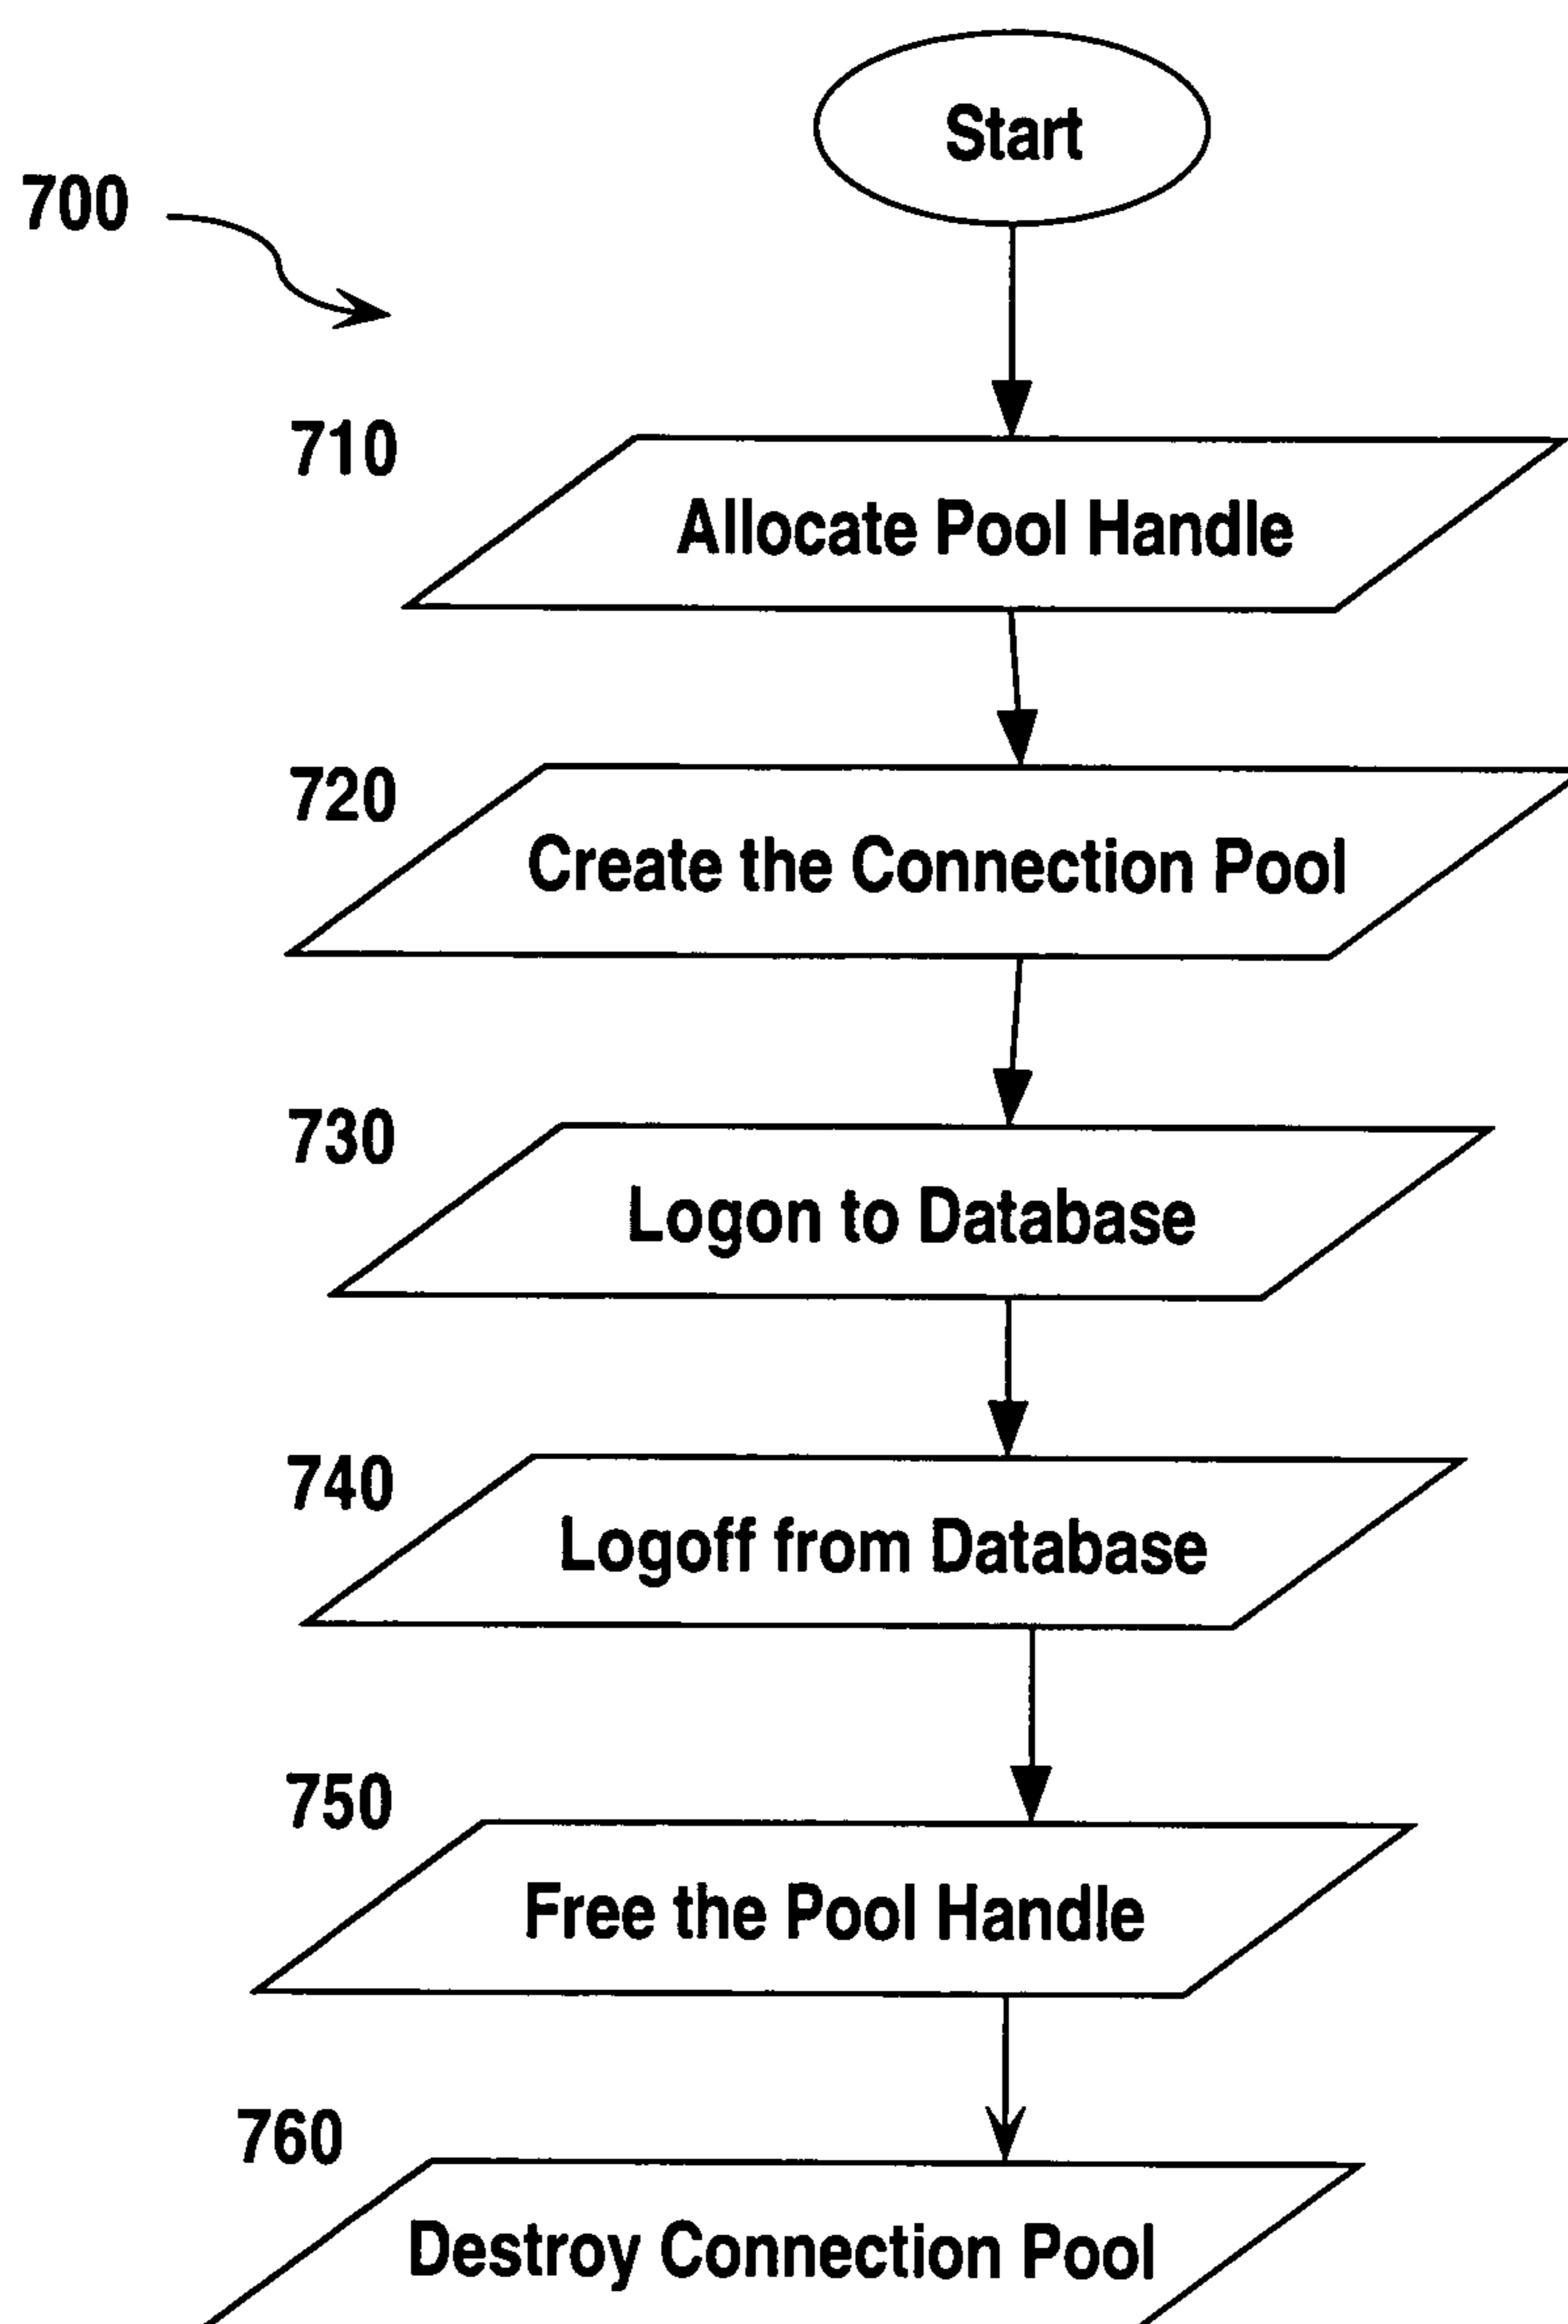 Start
700
710
Allocate Pool Handle
720
Create the Connection Pool
730
Logon to Database
740
Logoff from Database
750
Free the Pool Handle
760
Destroy Connection Pool